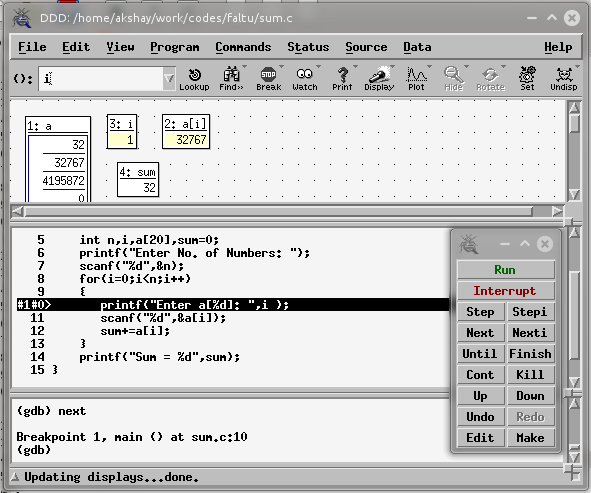 DDD: /home/akshay/work/codes/faltu/sum.c
File Edit View Program Commands Status Source Data Help
(): i
Lookup Find» Break Watch Print Display Plot Hide Rotate Set Undisp
1: a
32
32767
4195872
0
3: i
1
2: a[i]
32767
4: sum
32
5 int n,i,a[20],sum=0;
6 printf("Enter No. of Numbers: ");
7 scanf("%d",&n);
8 for(i=0;i<n;i++)
9 {
#1#0> printf("Enter a[%d]: ",i );
11 scanf("%d",&a[i]);
12 sum+=a[i];
13 }
14 printf("Sum = %d",sum);
15 }
Run
Interrupt
Step Stepi
Next Nexti
Until Finish
Cont Kill
Up Down
Undo Redo
Edit Make
(gdb) next
Breakpoint 1, main () at sum.c:10
(gdb)
Updating displays...done.